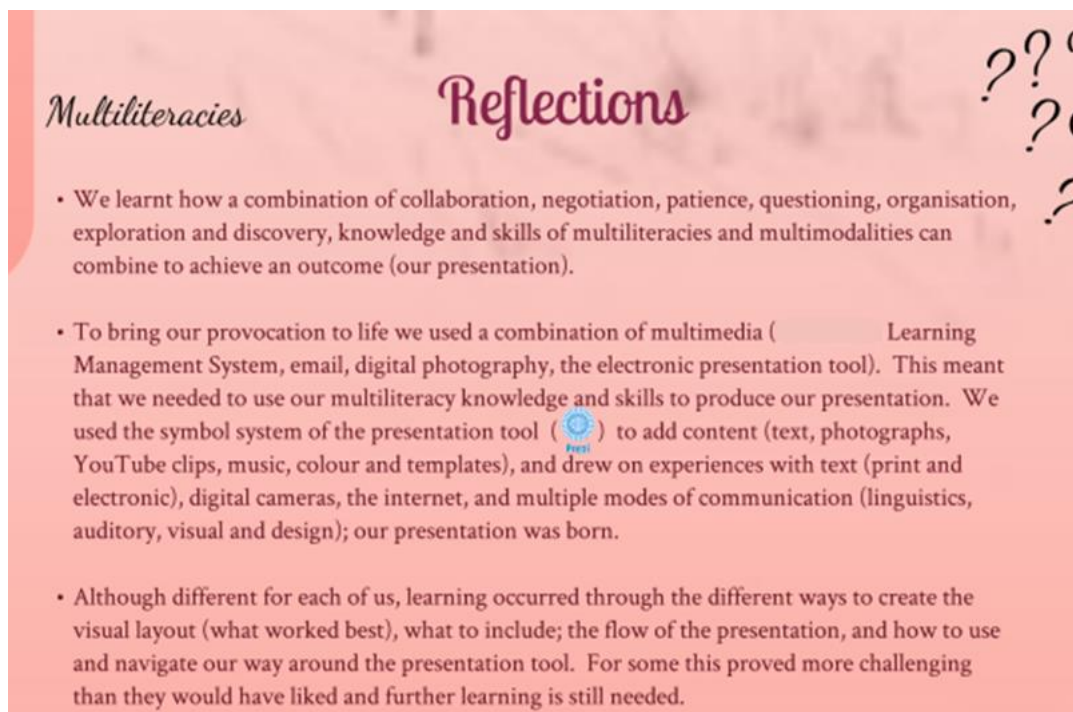 Multiliteracies
Reflections
???
?
?
• We learnt how a combination of collaboration, negotiation, patience, questioning, organisation,
exploration and discovery, knowledge and skills of multiliteracies and multimodalities can
combine to achieve an outcome (our presentation).
• To bring our provocation to life we used a combination of multimedia ( Learning
Management System, email, digital photography, the electronic presentation tool).  This meant
that we needed to use our multiliteracy knowledge and skills to produce our presentation.  We
used the symbol system of the presentation tool ( Prezi ) to add content (text, photographs,
YouTube clips, music, colour and templates), and drew on experiences with text (print and
electronic), digital cameras, the internet, and multiple modes of communication (linguistics,
auditory, visual and design); our presentation was born.
• Although different for each of us, learning occurred through the different ways to create the
visual layout (what worked best), what to include; the flow of the presentation, and how to use
and navigate our way around the presentation tool.  For some this proved more challenging
than they would have liked and further learning is still needed.